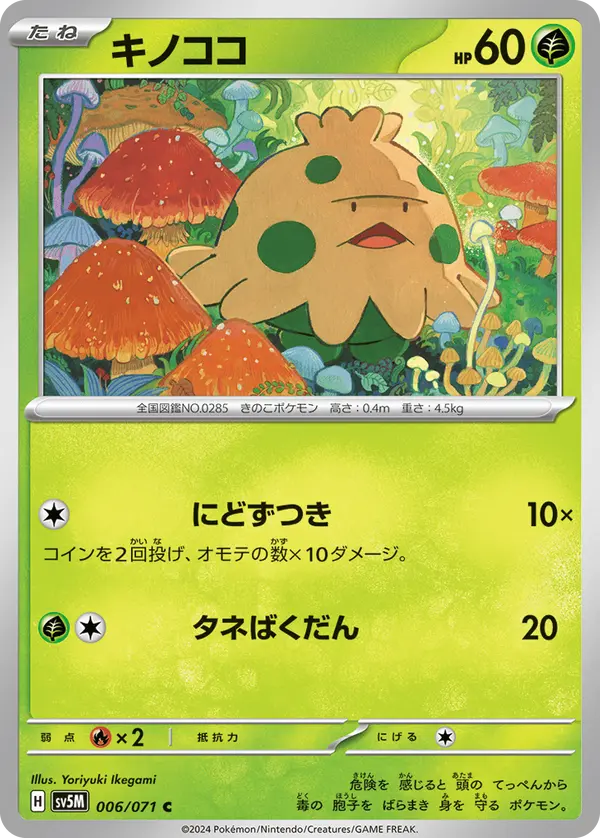 たね
キノココ
HP60
全国図鑑NO.0285 きのこポケモン 高さ:0.4m 重さ:4.5kg
にどずつき 10×
コインを2回投げ、オモテの数×10ダメージ。
タネばくだん 20
弱点 ×2 抵抗力 にげる
Illus. Yoriyuki Ikegami
H sv5M 006/071 C
危険を 感じると 頭の てっぺんから
毒の 胞子を ばらまき 身を 守る ポケモン。
©2024 Pokémon/Nintendo/Creatures/GAME FREAK.